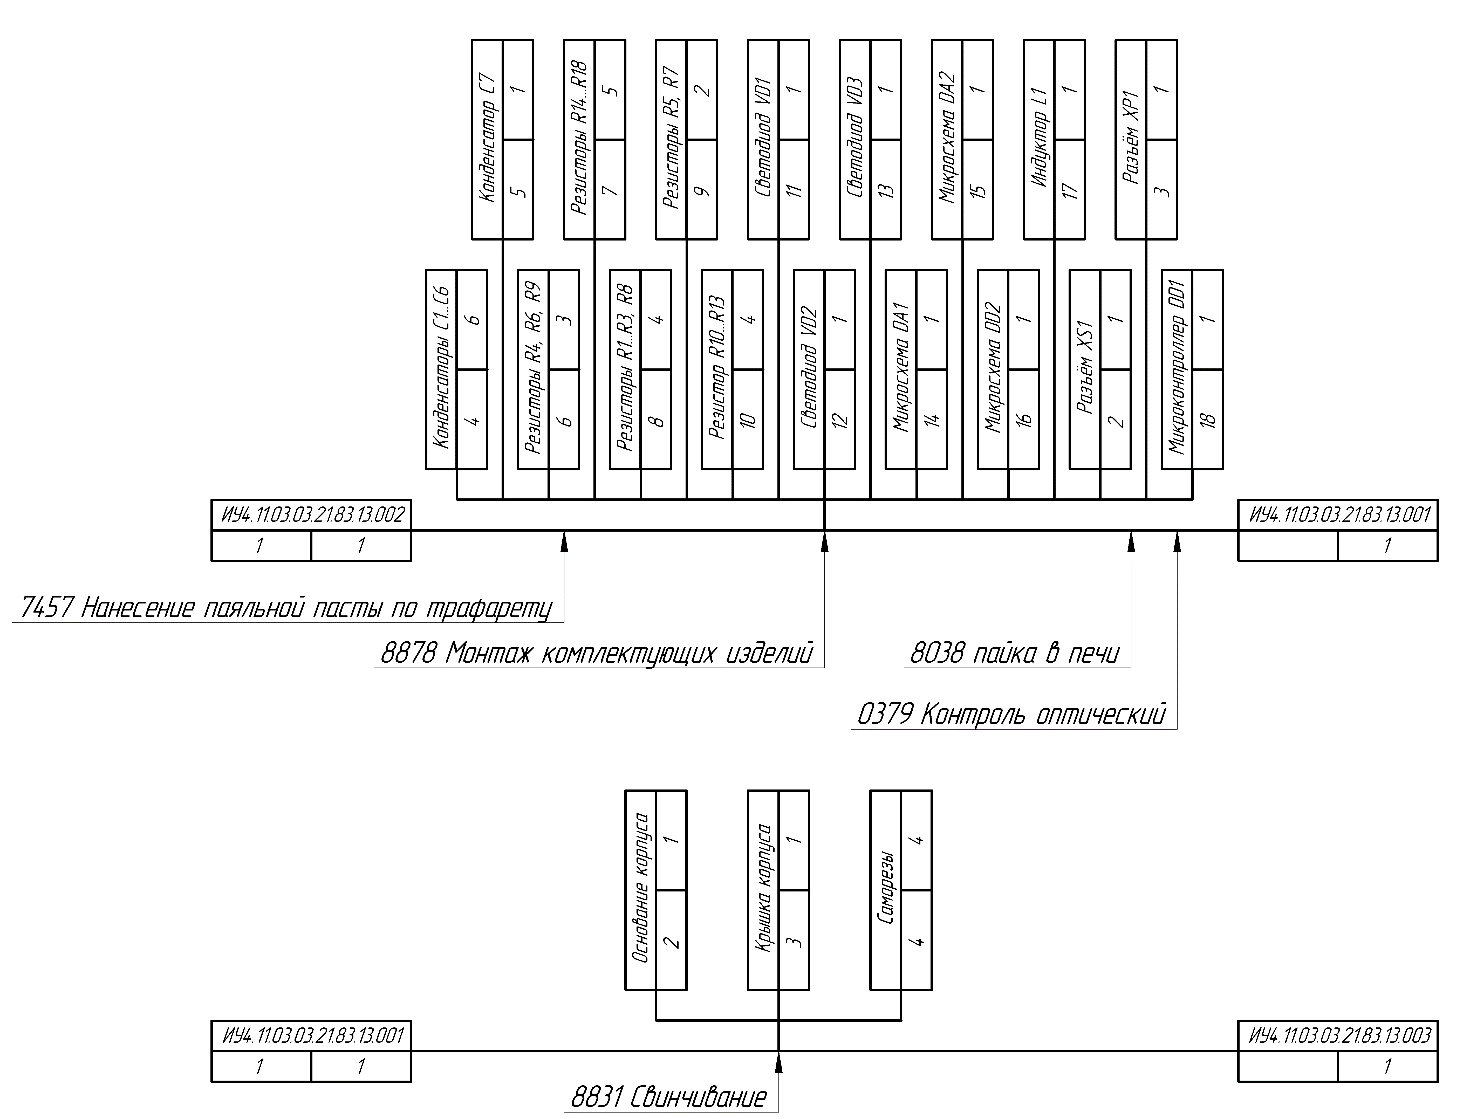 Конденсатор C7 5 1
Резисторы R14...R18 7 5
Резисторы R5, R7 9 2
Светодиод VD1 11 1
Светодиод VD3 13 1
Микросхема DA2 15 1
Индуктор L1 17 1
Разъём XP1 3 1
Конденсаторы C1...C6 4 6
Резисторы R4, R6, R9 6 3
Резисторы R1...R3, R8 8 4
Резистор R10...R13 10 4
Светодиод VD2 12 1
Микросхема DA1 14 1
Микросхема DD2 16 1
Разъём XS1 2 1
Микроконтроллер DD1 18 1
ИУ4.11.03.03.21.83.13.002
1 1
ИУ4.11.03.03.21.83.13.001
1
7457 Нанесение паяльной пасты по трафарету
8878 Монтаж комплектующих изделий
8038 пайка в печи
0379 Контроль оптический
Основание корпуса 2 1
Крышка корпуса 3 1
Саморезы 4 4
ИУ4.11.03.03.21.83.13.001
1 1
ИУ4.11.03.03.21.83.13.003
1
8831 Свинчивание